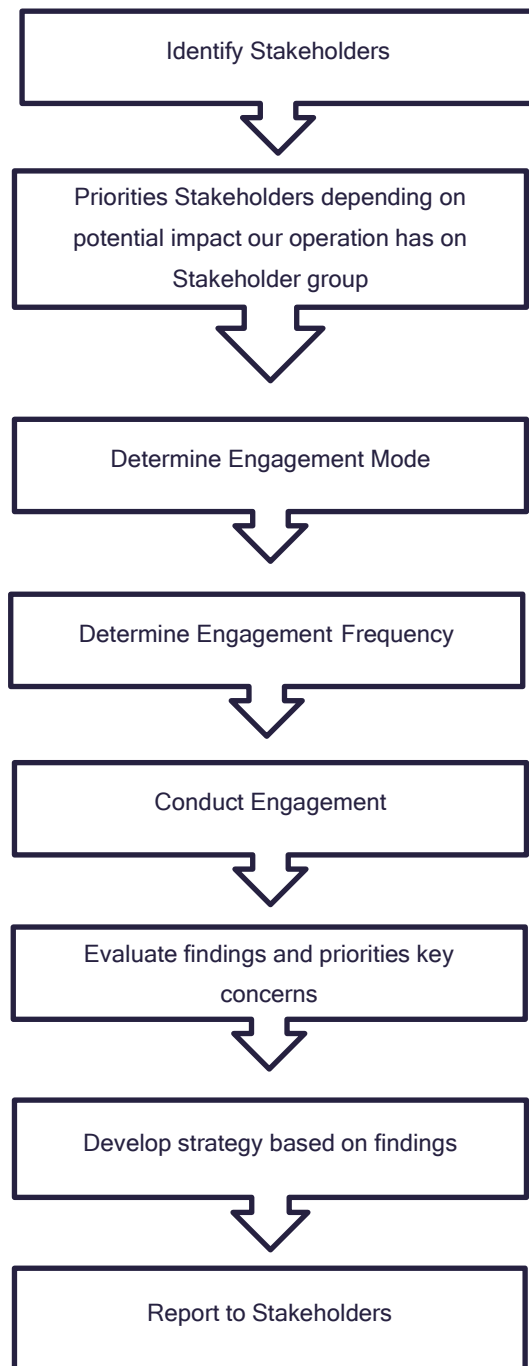 Identify Stakeholders
Priorities Stakeholders depending on
potential impact our operation has on
Stakeholder group
Determine Engagement Mode
Determine Engagement Frequency
Conduct Engagement
Evaluate findings and priorities key
concerns
Develop strategy based on findings
Report to Stakeholders